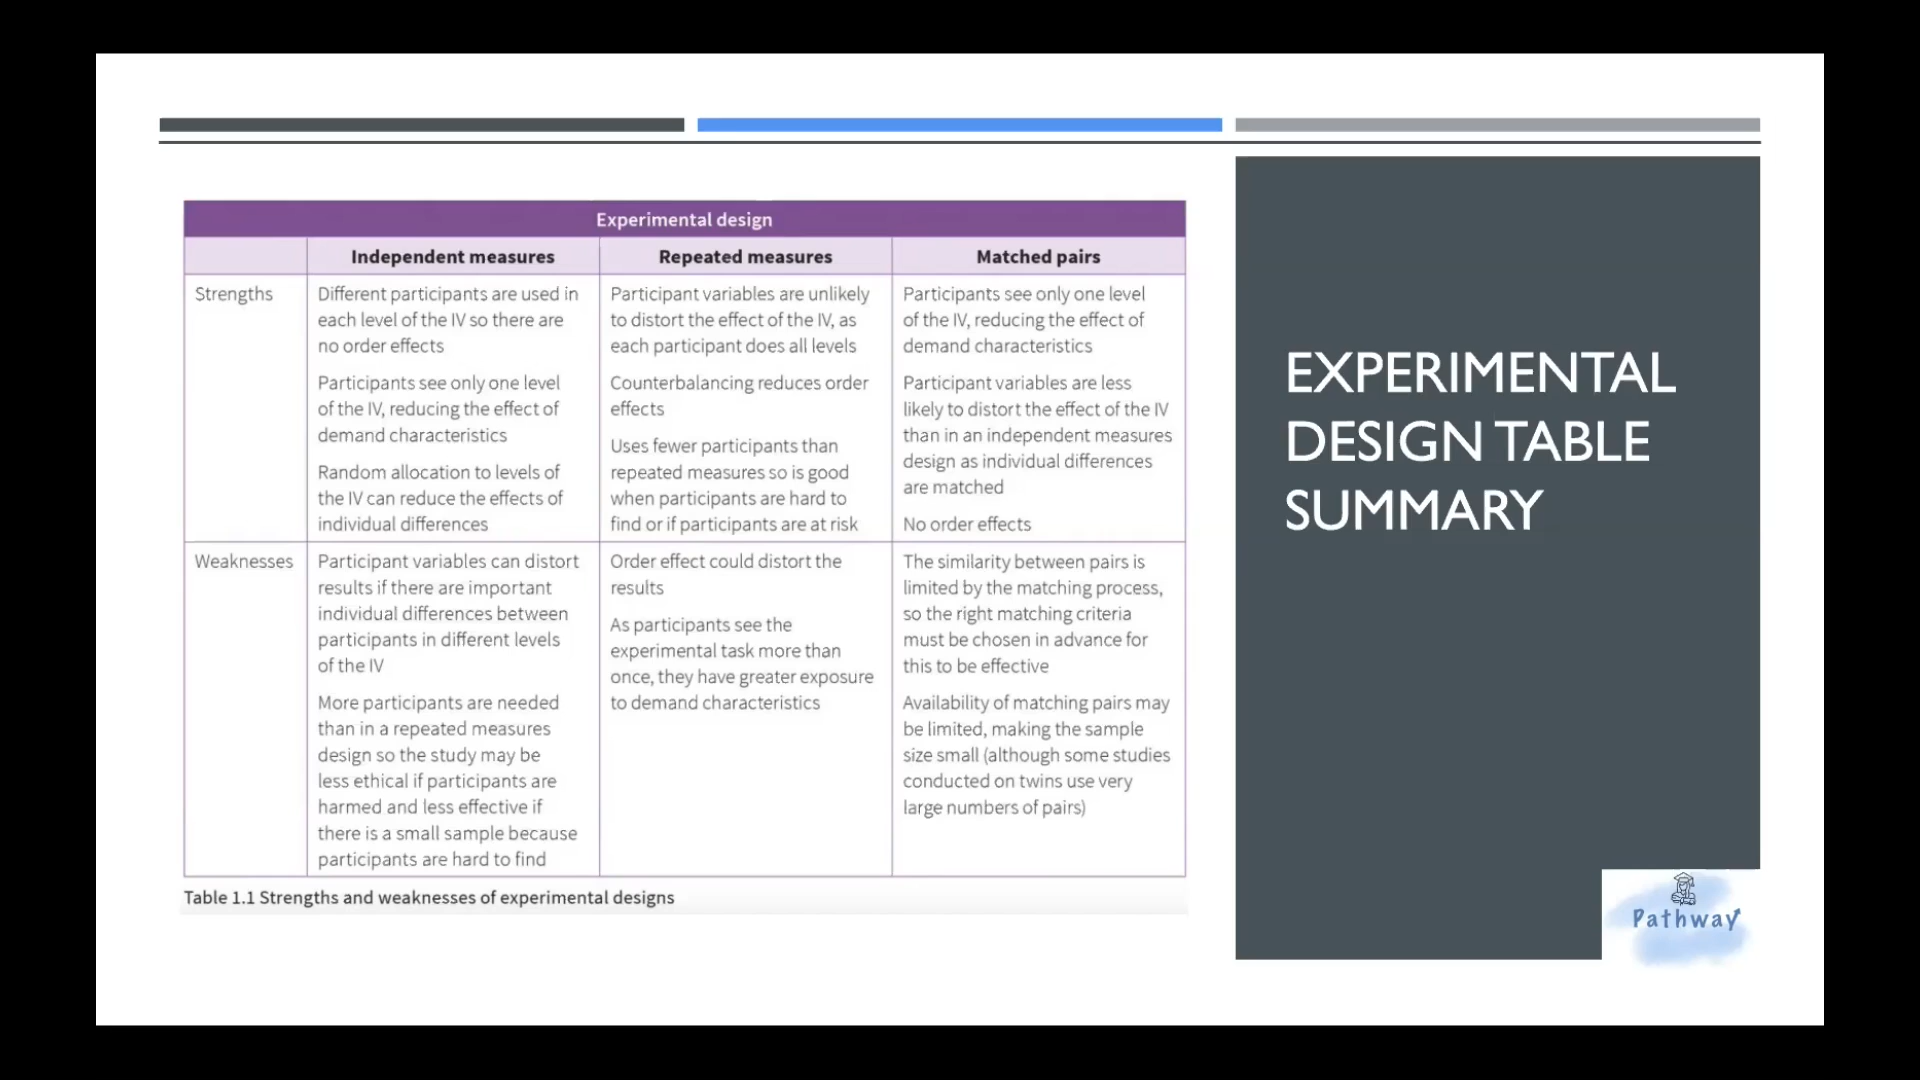 Experimental design
Independent measures
Repeated measures
Matched pairs
Strengths
Different participants are used in
each level of the IV so there are
no order effects
Participants see only one level
of the IV, reducing the effect of
demand characteristics
Random allocation to levels of
the IV can reduce the effects of
individual differences
Participant variables are unlikely
to distort the effect of the IV, as
each participant does all levels
Counterbalancing reduces order
effects
Uses fewer participants than
repeated measures so is good
when participants are hard to
find or if participants are at risk
Participants see only one level
of the IV, reducing the effect of
demand characteristics
Participant variables are less
likely to distort the effect of the IV
than in an independent measures
design as individual differences
are matched
No order effects
Weaknesses
Participant variables can distort
results if there are important
individual differences between
participants in different levels
of the IV
More participants are needed
than in a repeated measures
design so the study may be
less ethical if participants are
harmed and less effective if
there is a small sample because
participants are hard to find
Order effect could distort the
results
As participants see the
experimental task more than
once, they have greater exposure
to demand characteristics
The similarity between pairs is
limited by the matching process,
so the right matching criteria
must be chosen in advance for
this to be effective
Availability of matching pairs may
be limited, making the sample
size small (although some studies
conducted on twins use very
large numbers of pairs)
Table 1.1 Strengths and weaknesses of experimental designs
EXPERIMENTAL
DESIGN TABLE
SUMMARY
Pathway